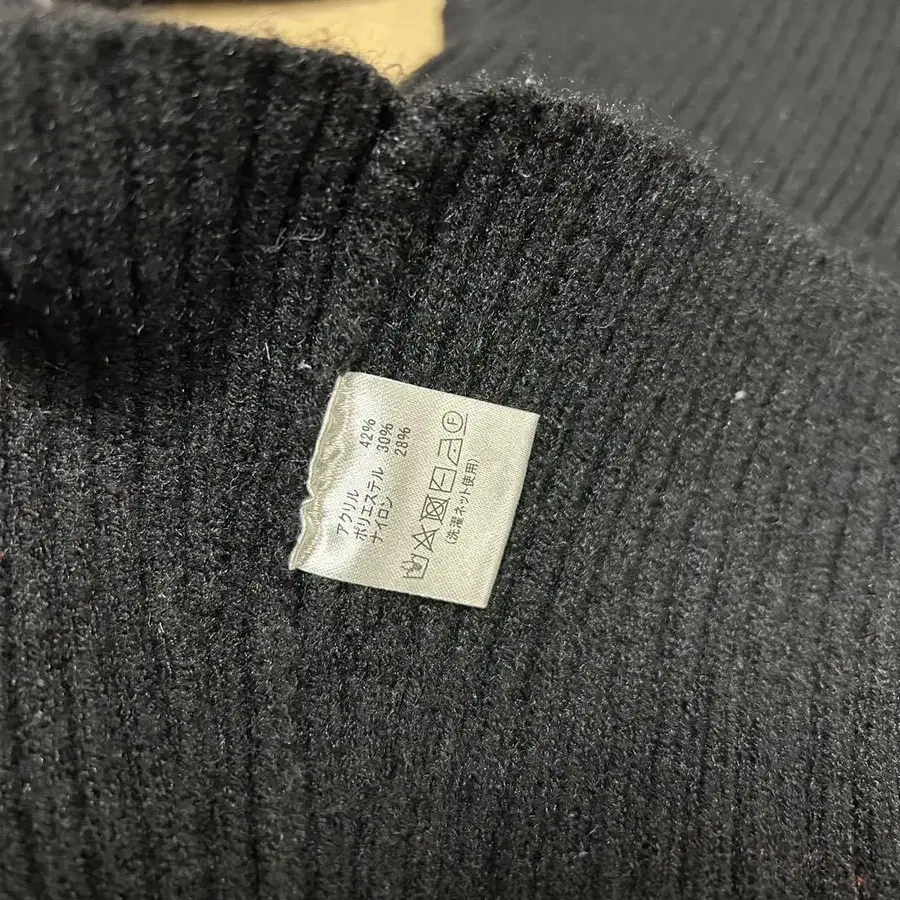 アクリル 42%
ポリエステル 30%
ナイロン 28%
F
(洗濯ネット使用)